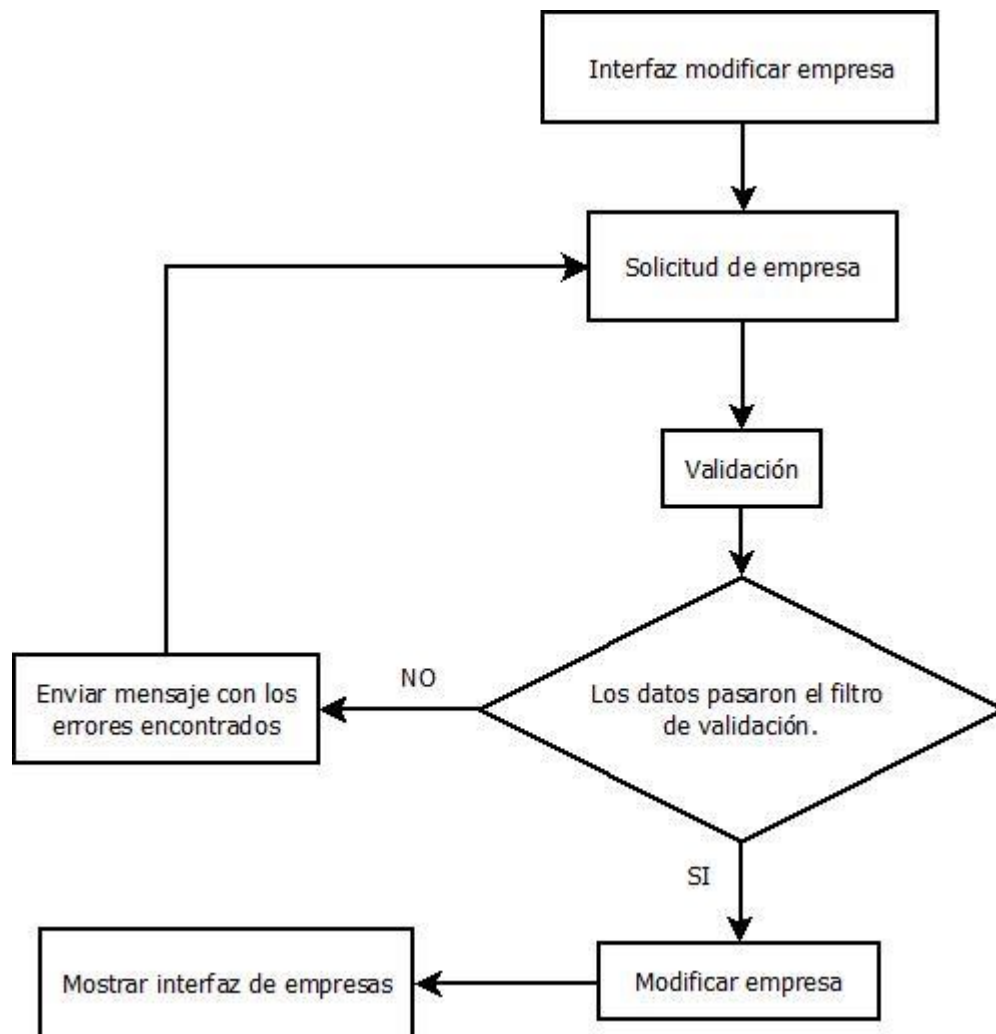 Interfaz modificar empresa
Solicitud de empresa
Validación
Los datos pasaron el filtro
de validación.
NO
Enviar mensaje con los
errores encontrados
SI
Modificar empresa
Mostrar interfaz de empresas